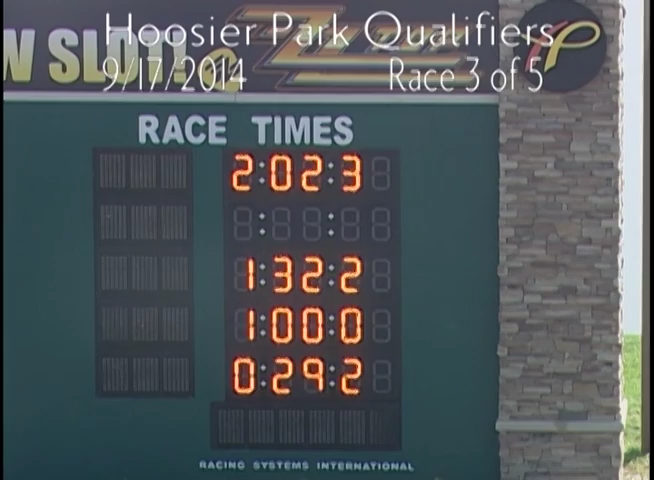 Hoosier Park Qualifiers
9/17/2014 Race 3 of 5
W SLOT!
RACE TIMES
2:02:3
1:32:2
1:00:0
0:29:2
RACING SYSTEMS INTERNATIONAL